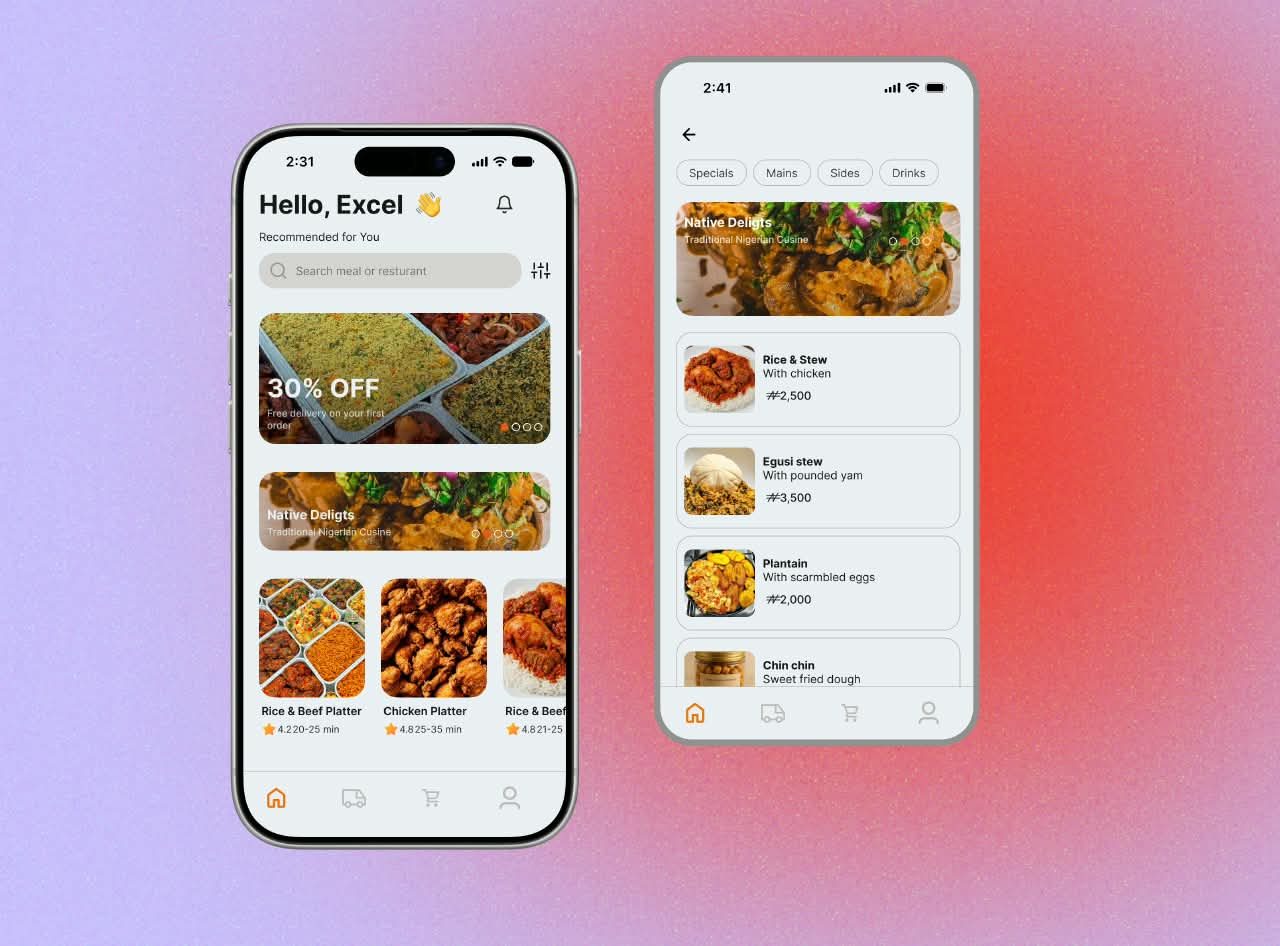 2:31
Hello, Excel 👋
Recommended for You
Search meal or resturant
30% OFF
Free delivery on your first
order
Native Deligts
Traditional Nigerian Cusine
Rice & Beef Platter
4.2 20-25 min
Chicken Platter
4.8 25-35 min
Rice & Beef
4.8 21-25
2:41
Specials
Mains
Sides
Drinks
Native Deligts
Traditional Nigerian Cusine
Rice & Stew
With chicken
₦2,500
Egusi stew
With pounded yam
₦3,500
Plantain
With scarmbled eggs
₦2,000
Chin chin
Sweet fried dough